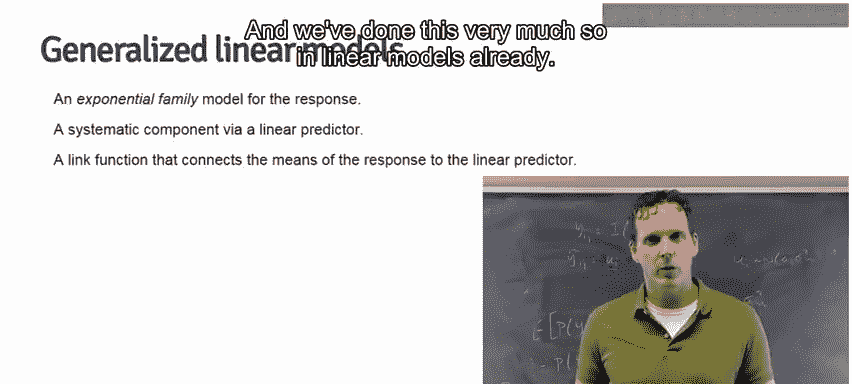 And we've done this very much so
in linear models already.
Generalized linear models
An exponential family model for the response.
A systematic component via a linear predictor.
A link function that connects the means of the response to the linear predictor.